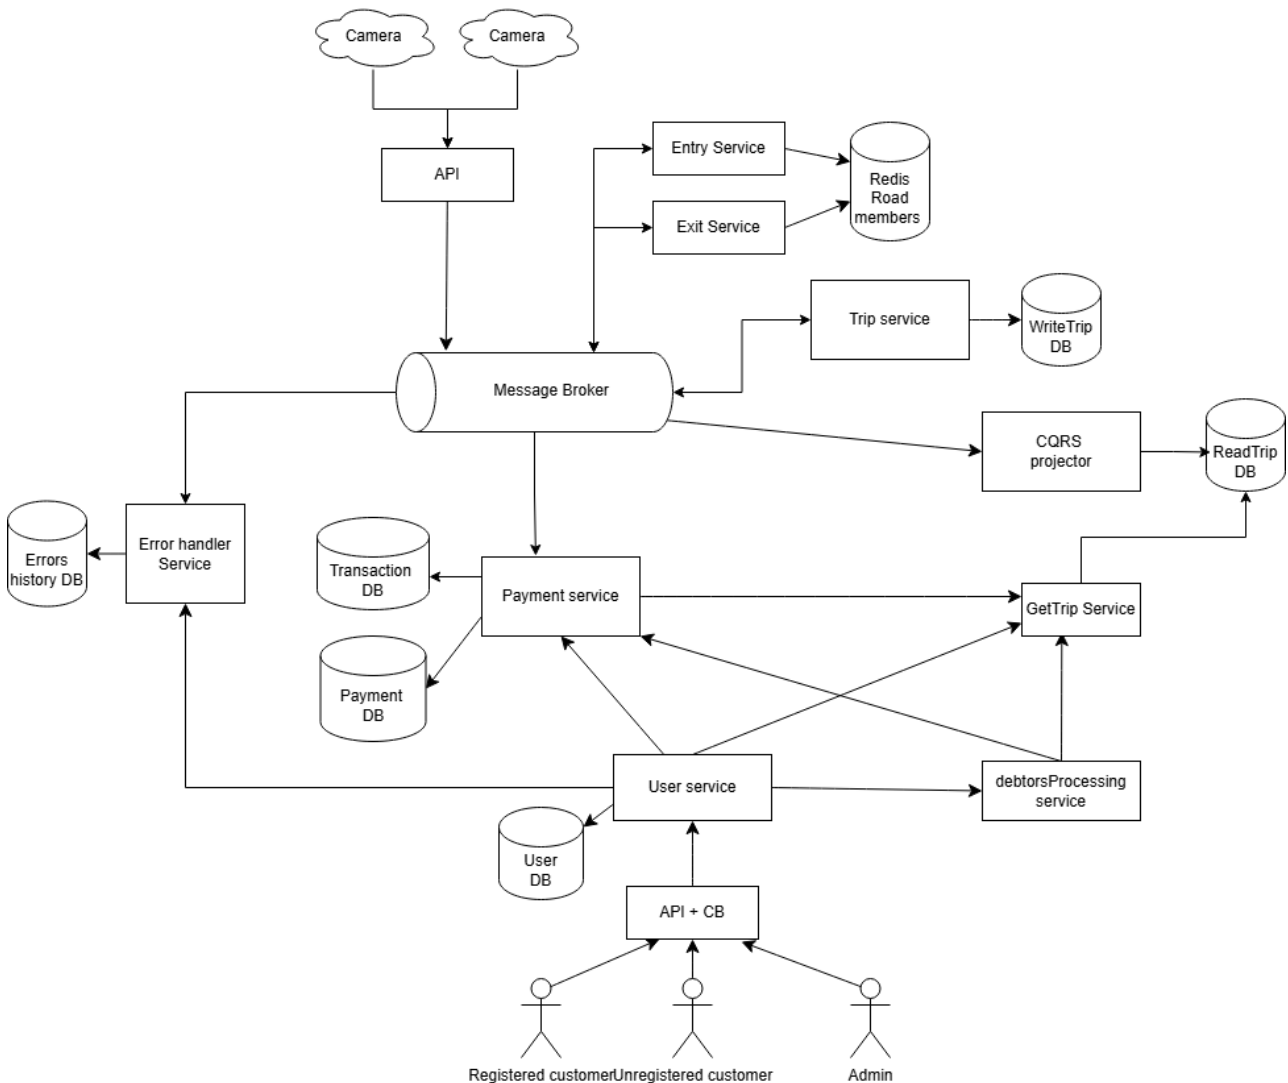 Camera
Camera
API
Entry Service
Exit Service
Redis
Road
members
Trip service
WriteTrip
DB
Message Broker
CQRS
projector
ReadTrip
DB
Error handler
Service
Errors
history DB
Transaction
DB
Payment service
GetTrip Service
Payment
DB
User service
debtorsProcessing
service
User
DB
API + CB
Registered customer
Unregistered customer
Admin